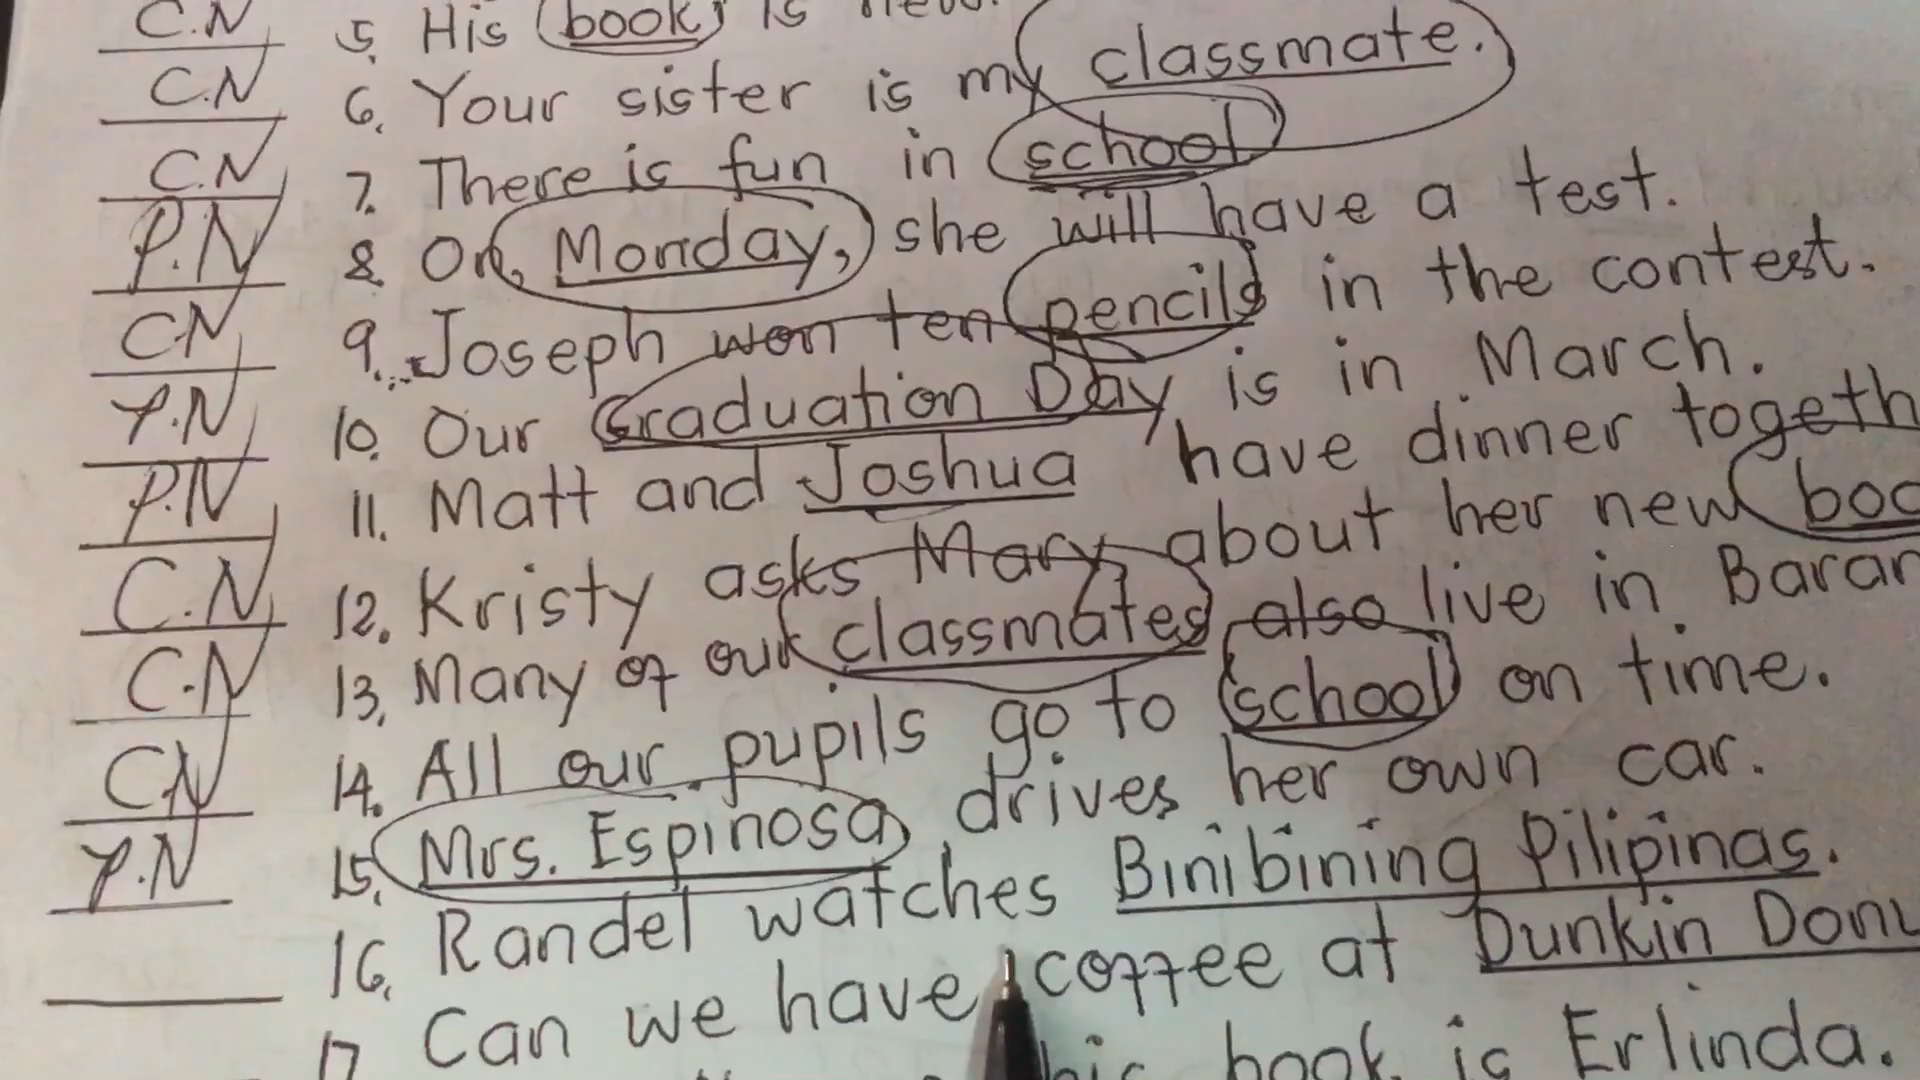 C.N 5. His book is
C.N 6. Your sister is my classmate.
C.N 7. There is fun in school
P.N 8. On, Monday, she will have a test.
CN 9. Joseph won ten pencils in the contest.
P.N 10. Our Graduation Day is in March.
P.N 11. Matt and Joshua have dinner togeth
C.N 12. Kristy asks Mary about her new boo
C.N 13. Many of our classmates also live in Baran
CN 14. All our pupils go to school on time.
P.N 15. Mrs. Espinosa drives her own car.
16. Randel watches Binibining Pilipinas.
17 Can we have coffee at Dunkin Donu
book is Erlinda.